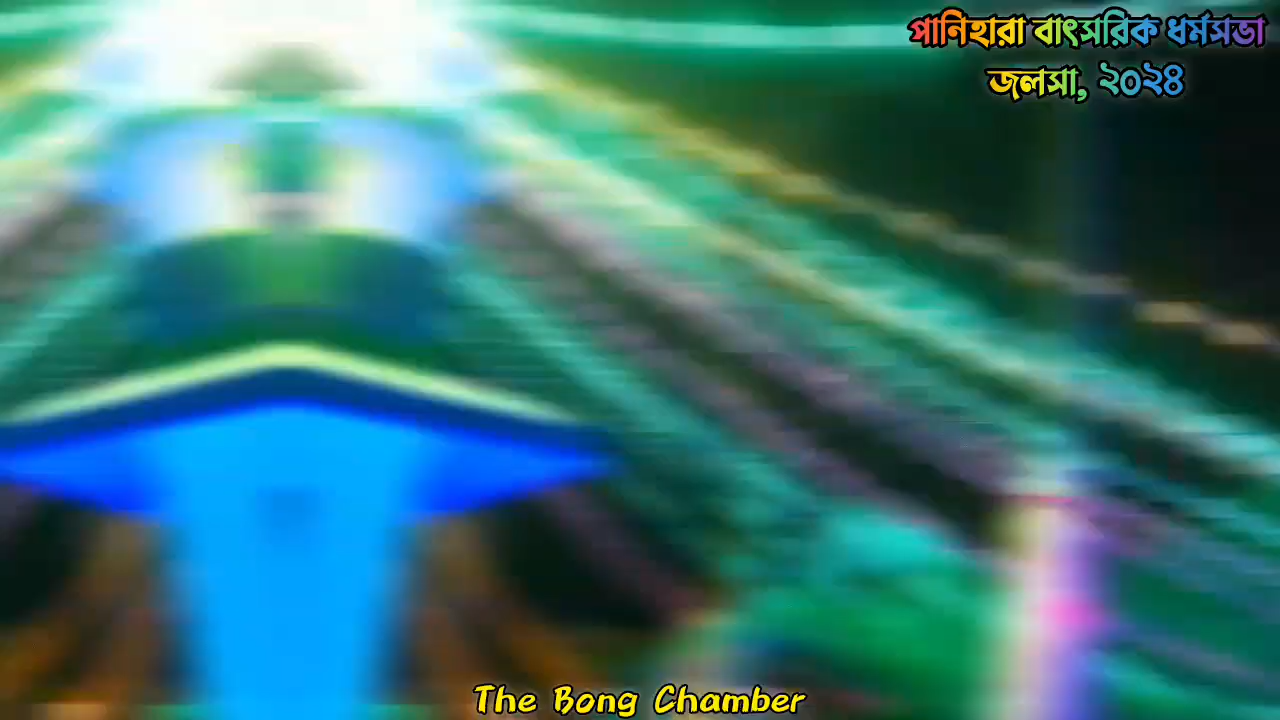 পানিহারা বাৎসরিক ধর্মসভা
জলসা, ২০২৪
The Bong Chamber